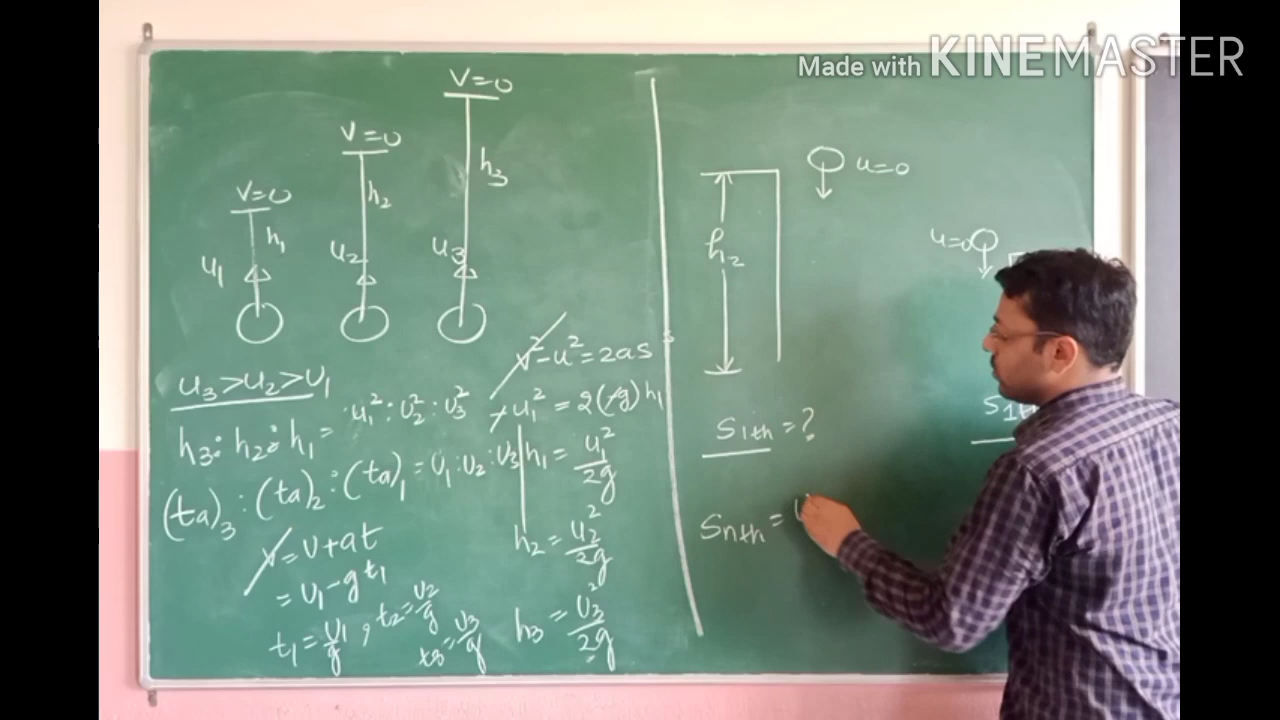 Made with KINEMASTER
V=0
V=0
V=0
h₁
h₂
h₃
u₁
u₂
u₃
u₃>u₂>U₁
h₃:h₂:h₁= u₁²:U₂²:U₃²
(ta)₃:(ta)₂:(ta)₁=U₁:U₂:U₃
V=U+at
=U₁-gt₁
t₁=U₁/g, t₂=U₂/g
t₃=U₃/g
V²-u²=2as
-u₁²=2(-g)h₁
h₁=u₁²/2g
h₂=U₂²/2g
h₃=U₃²/2g
u=0
h₂
S₁th=?
Snth=
u=0
S₁th